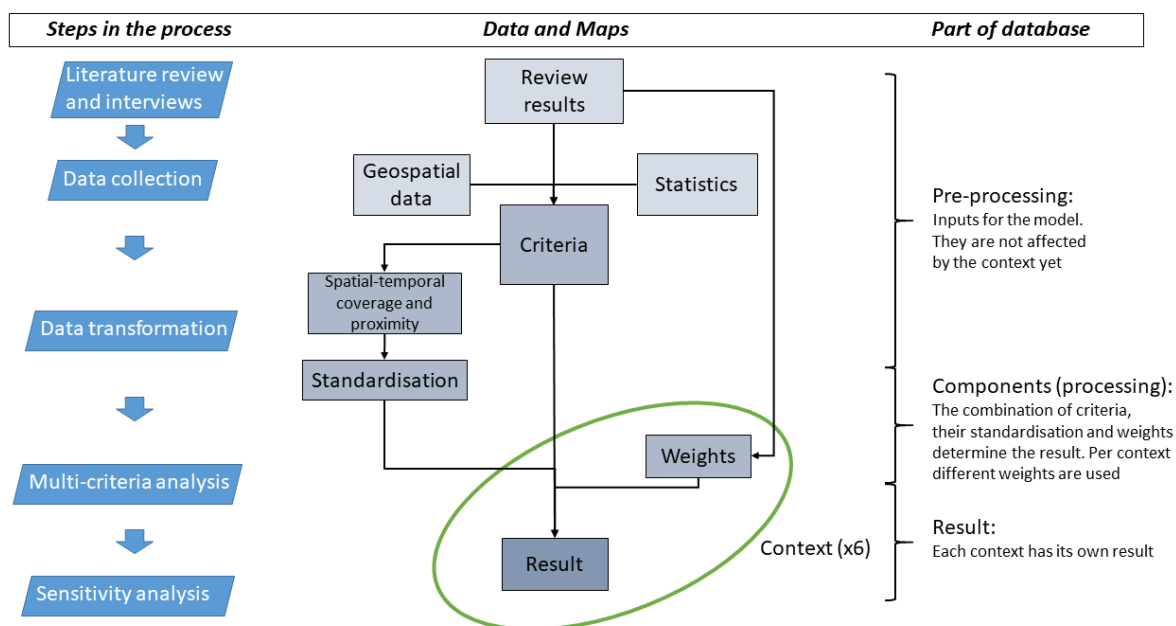 Steps in the process
Data and Maps
Part of database
Literature review
and interviews
Data collection
Data transformation
Multi-criteria analysis
Sensitivity analysis
Review
results
Geospatial
data
Statistics
Criteria
Spatial-temporal
coverage and
proximity
Standardisation
Weights
Result
Context (x6)
Pre-processing:
Inputs for the model.
They are not affected
by the context yet
Components (processing):
The combination of criteria,
their standardisation and weights
determine the result. Per context
different weights are used
Result:
Each context has its own result